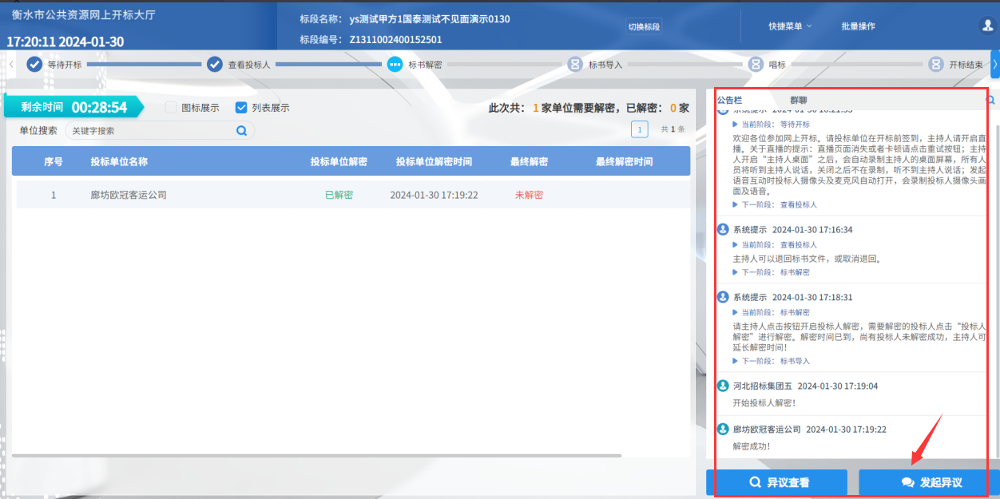 衡水市公共资源网上开标大厅
17:20:11 2024-01-30
标段名称： ys测试甲方1国泰测试不见面演示0130
标段编号： Z1311002400152501
切换标段
快捷菜单
批量操作
等待开标
查看投标人
标书解密
标书导入
唱标
开标结束
剩余时间 00:28:54
图标展示
列表展示
此次共： 1 家单位需要解密，已解密： 0 家
单位搜索
关键字搜索
1
共 1 条
序号 投标单位名称 投标单位解密 投标单位解密时间 最终解密 最终解密时间
1 廊坊欧冠客运公司 已解密 2024-01-30 17:19:22 未解密
公告栏 群聊
系统提示 2024-01-30 16:21:53
当前阶段： 等待开标
欢迎各位参加网上开标。请投标单位在开标前签到，主持人请开启直
播。关于直播的提示：直播页面消失或者卡顿请点击重试按钮；主持
人开启“主持人桌面”之后，会自动录制主持人的桌面屏幕，所有人
员将听到主持人说话，关闭之后不在录制，听不到主持人说话；发起
语音互动时投标人摄像头及麦克风自动打开，会录制投标人摄像头画
面及语音。
下一阶段： 查看投标人
系统提示 2024-01-30 17:16:34
当前阶段： 查看投标人
主持人可以退回标书文件，或取消退回。
下一阶段： 标书解密
系统提示 2024-01-30 17:18:31
当前阶段： 标书解密
请主持人点击按钮开启投标人解密，需要解密的投标人点击“投标人
解密”进行解密。解密时间已到，尚有投标人未解密成功，主持人可
延长解密时间！
下一阶段： 标书导入
河北招标集团五 2024-01-30 17:19:04
开始投标人解密！
廊坊欧冠客运公司 2024-01-30 17:19:22
解密成功！
异议查看
发起异议